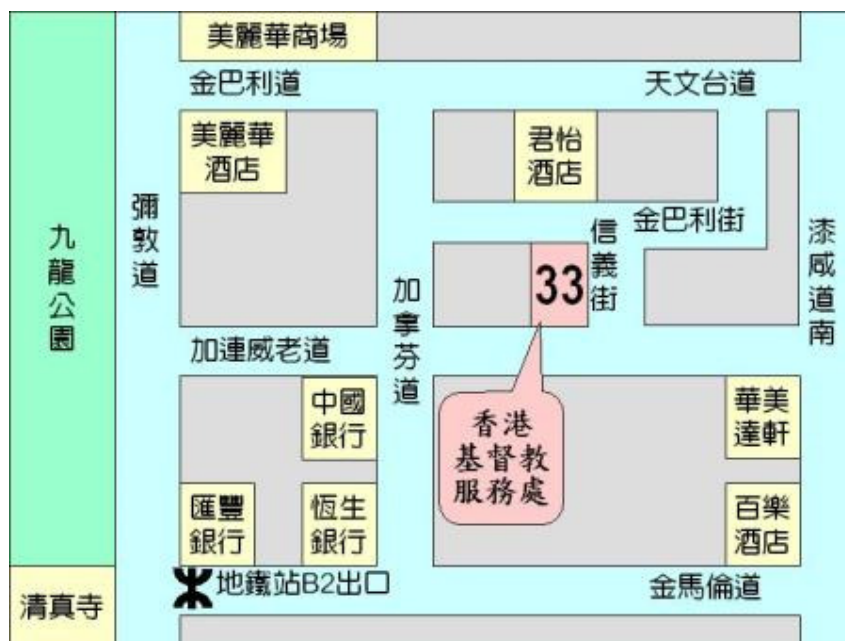 美麗華商場
金巴利道
天文台道
美麗華
酒店
君怡
酒店
彌敦道
九龍公園
金巴利街
信義街
漆咸道南
33
加拿芬道
加連威老道
中國
銀行
香港
基督教
服務處
華美
達軒
匯豐
銀行
恆生
銀行
百樂
酒店
地鐵站B2出口
金馬倫道
清真寺